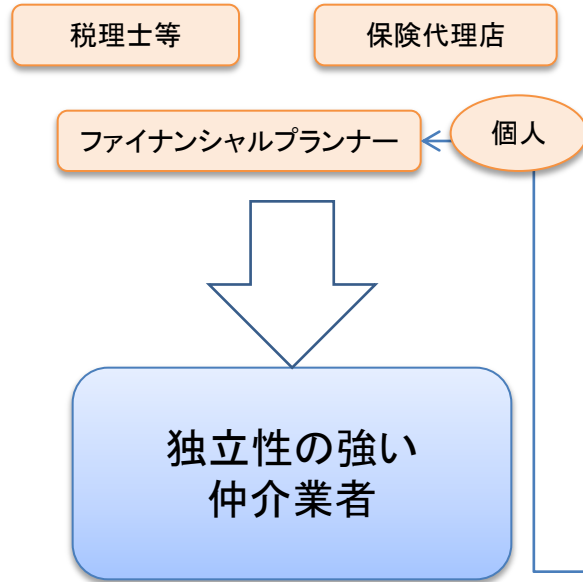 税理士等
保険代理店
ファイナンシャルプランナー
個人
独立性の強い
仲介業者